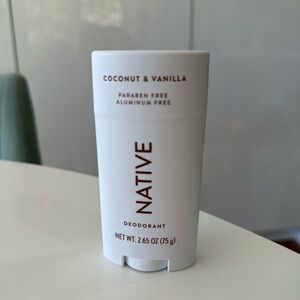 COCONUT & VANILLA
PARABEN FREE
ALUMINUM FREE
NATIVE
DEODORANT
NET WT. 2.65 OZ (75 g)